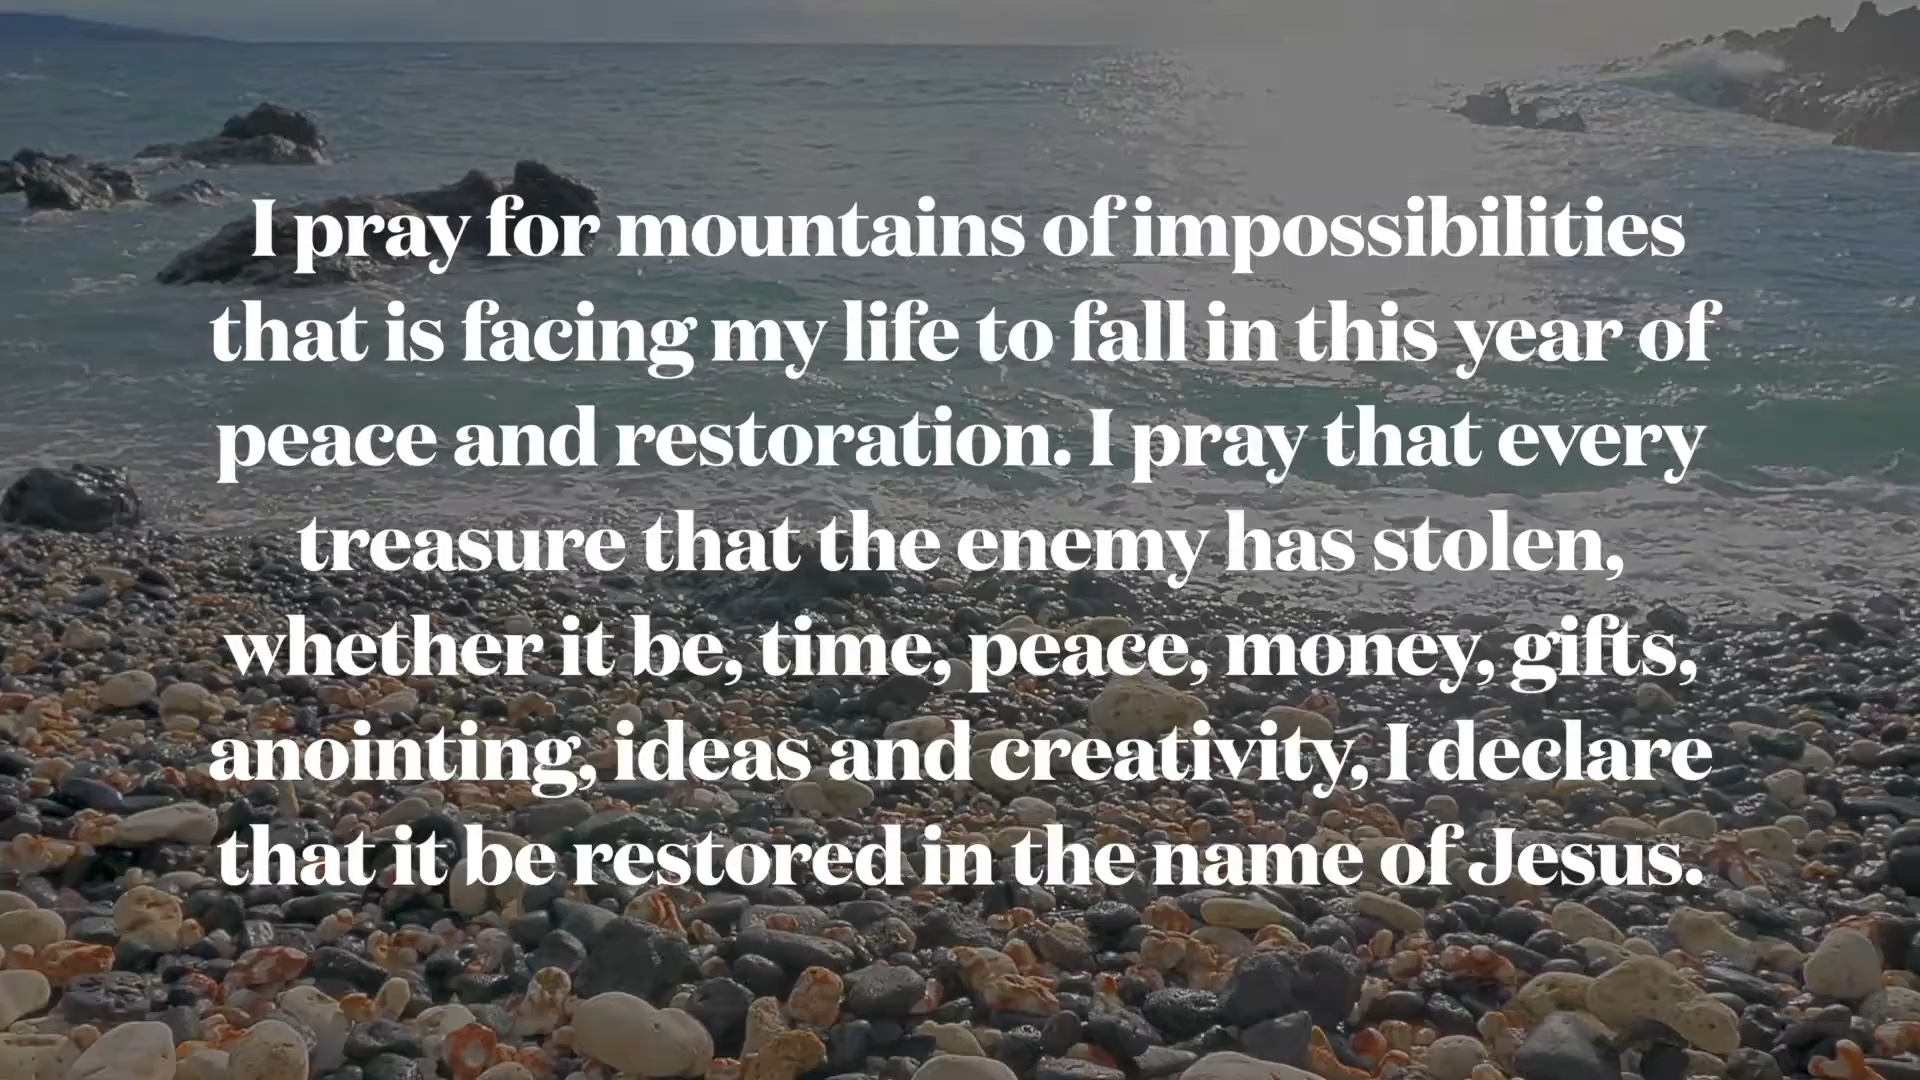 I pray for mountains of impossibilities
that is facing my life to fall in this year of
peace and restoration. I pray that every
treasure that the enemy has stolen,
whether it be, time, peace, money, gifts,
anointing, ideas and creativity, I declare
that it be restored in the name of Jesus.